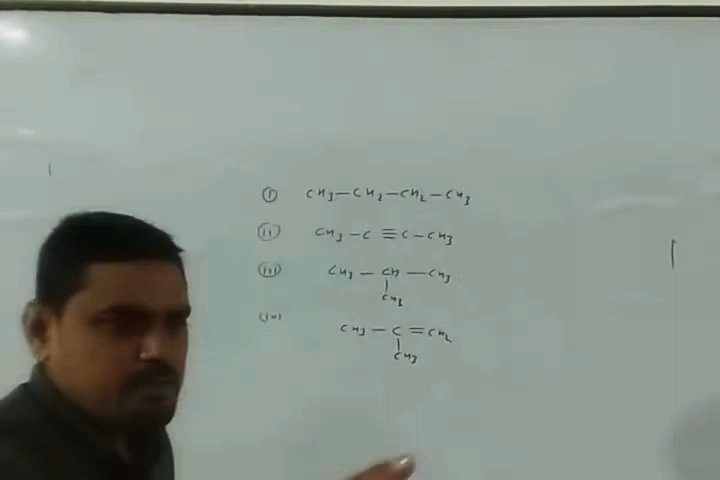 (i) CH₃—CH₂—CH₂—CH₃
(ii) CH₃—C≡C—CH₃
(iii) CH₃—CH—CH₃
|
CH₃
(iv) CH₃—C=CH₂
|
CH₃